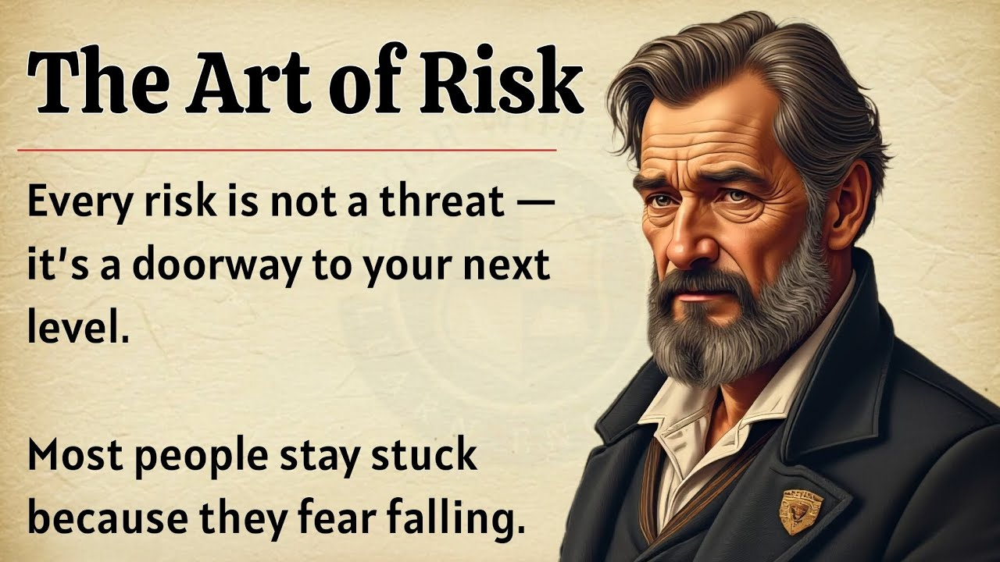 The Art of Risk
Every risk is not a threat —
it's a doorway to your next
level.
Most people stay stuck
because they fear falling.